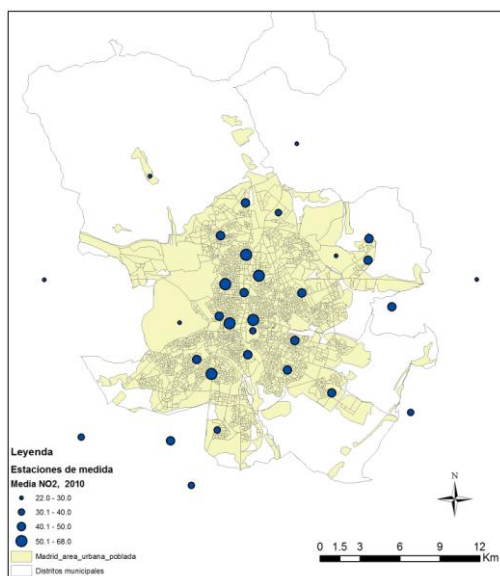 Leyenda
Estaciones de medida
Media NO2, 2010
22.0 - 30.0
30.1 - 40.0
40.1 - 50.0
50.1 - 68.0
Madrid_area_urbana_poblada
Distritos municipales
N
0 1.5 3 6 9 12
Km